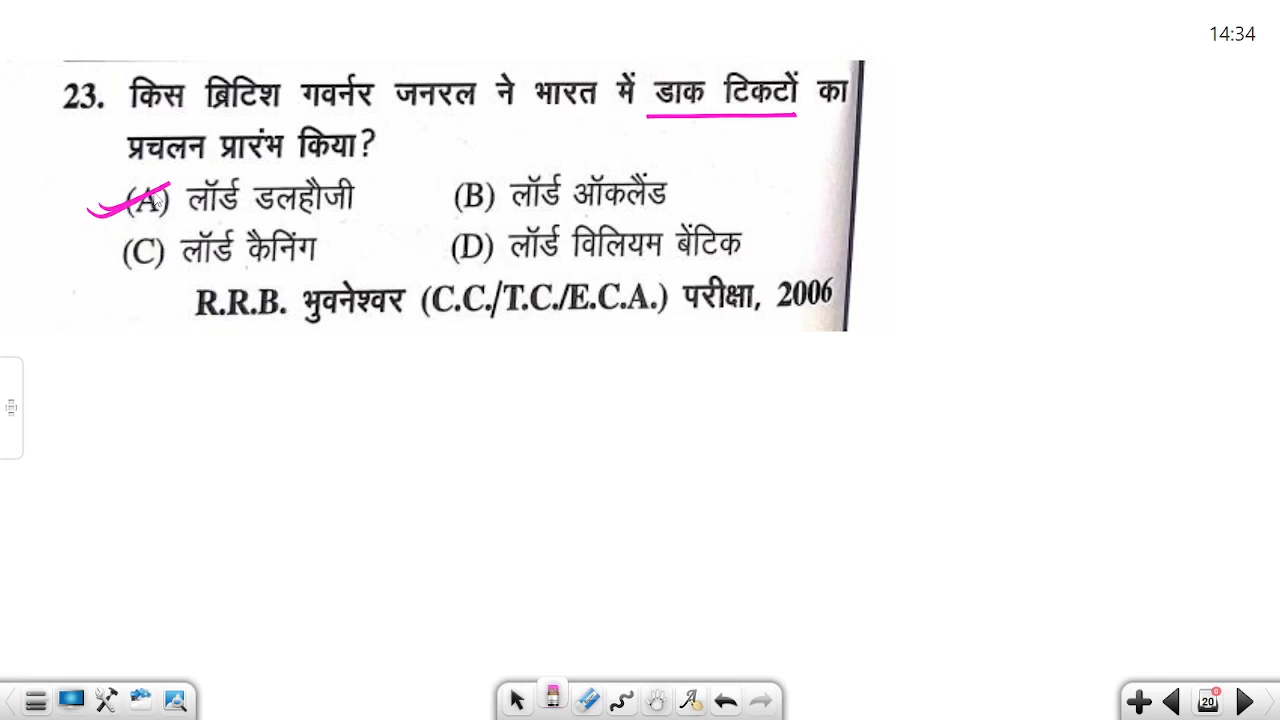 14:34
23. किस ब्रिटिश गवर्नर जनरल ने भारत में डाक टिकटों का
प्रचलन प्रारंभ किया?
(A) लॉर्ड डलहौजी (B) लॉर्ड ऑकलैंड
(C) लॉर्ड कैनिंग (D) लॉर्ड विलियम बेंटिक
R.R.B. भुवनेश्वर (C.C./T.C./E.C.A.) परीक्षा, 2006
20